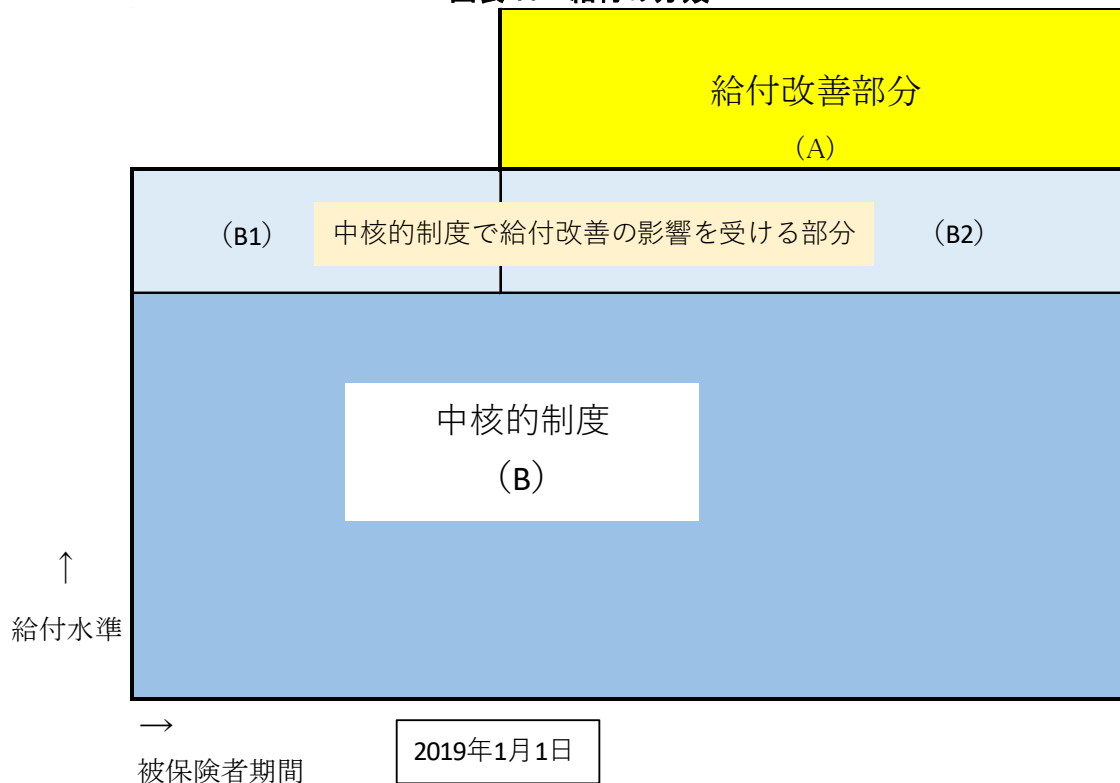 給付改善部分
(A)
(B1)
中核的制度で給付改善の影響を受ける部分
(B2)
中核的制度
(B)
↑
給付水準
→
被保険者期間
2019年1月1日